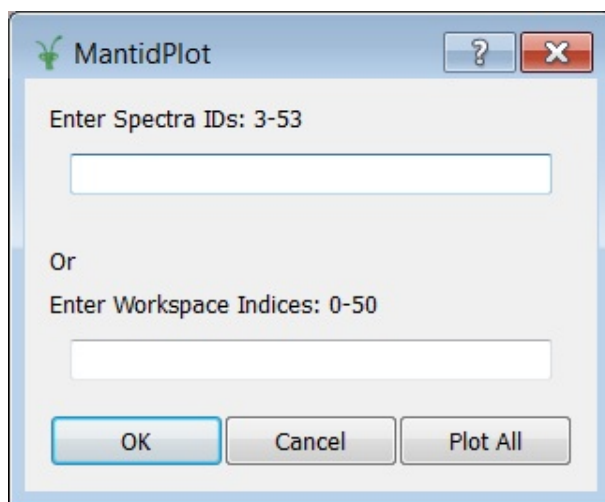 MantidPlot
?
Enter Spectra IDs: 3-53
Or
Enter Workspace Indices: 0-50
OK Cancel Plot All